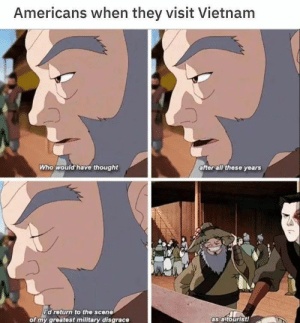 Americans when they visit Vietnam
Who would have thought
after all these years
I'd return to the scene
of my greatest military disgrace
as a tourist!